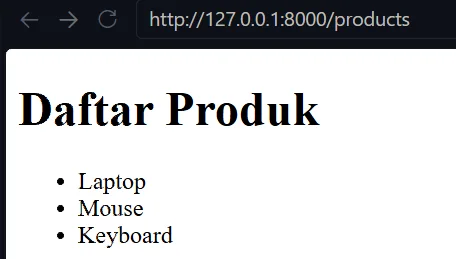 http://127.0.0.1:8000/products
Daftar Produk
• Laptop
• Mouse
• Keyboard